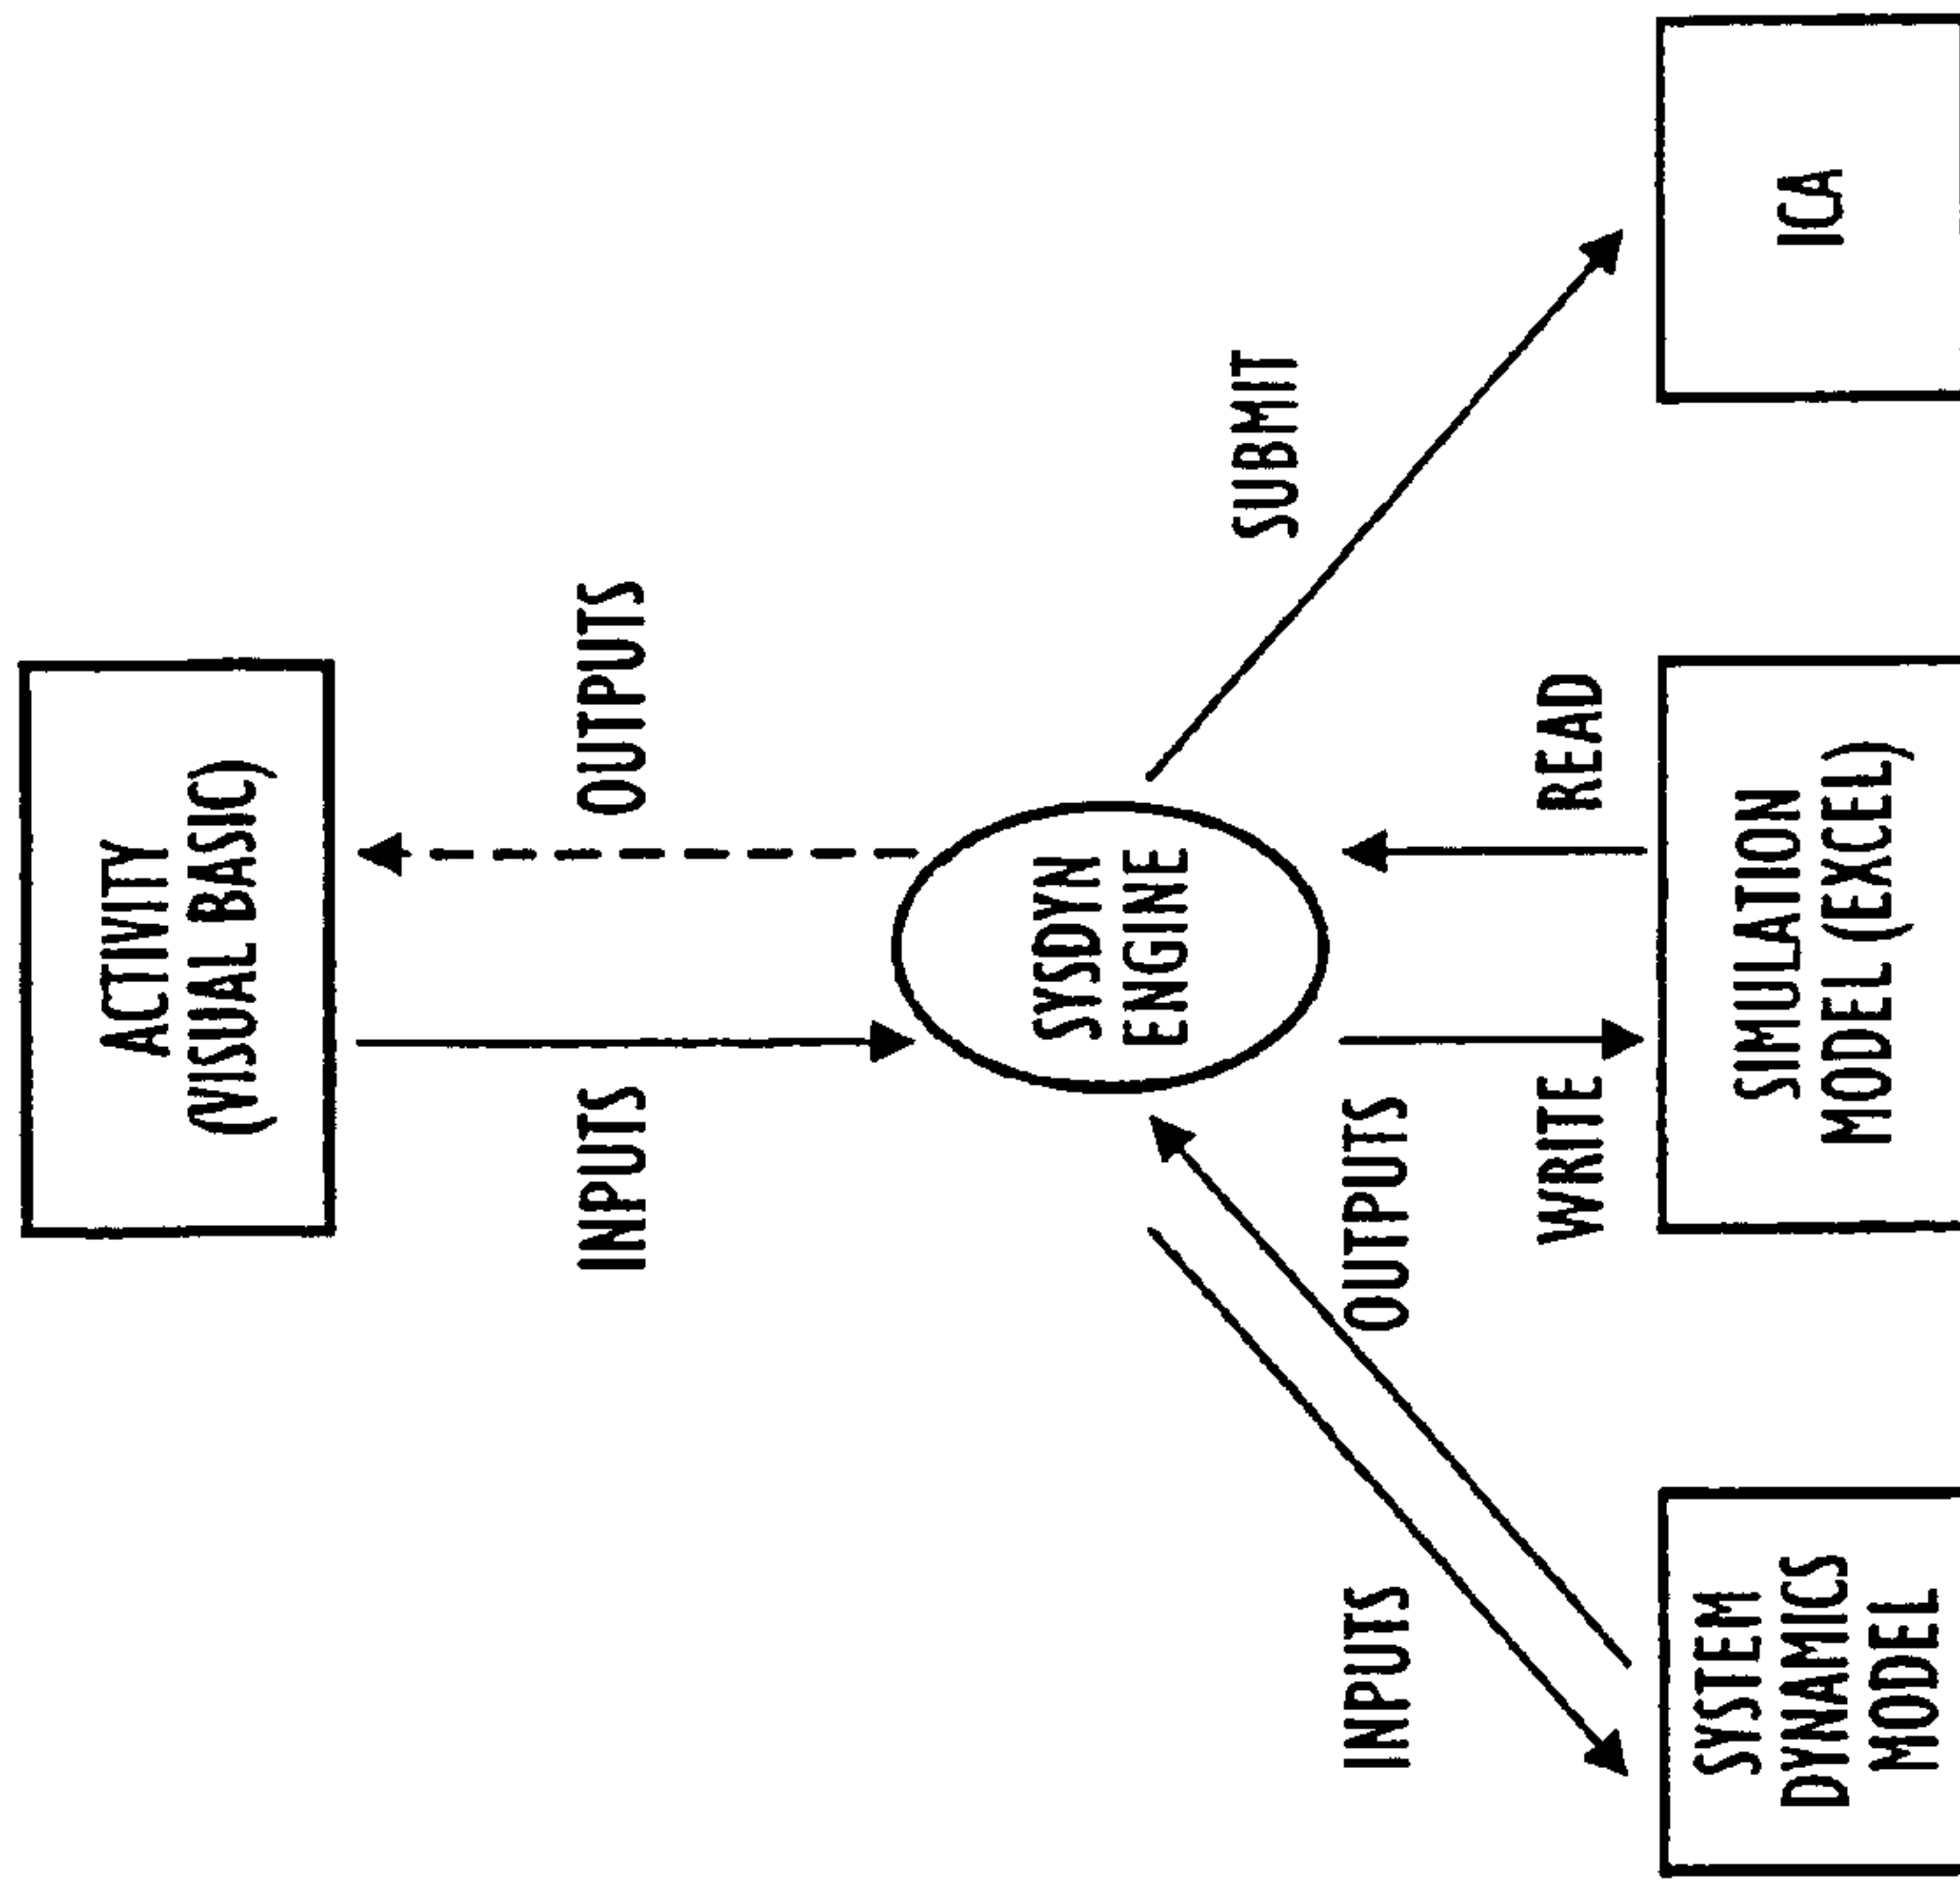 ACTIVITY
(VISUAL BASIC)
INPUTS
OUTPUTS
SYSDYN
ENGINE
SUBMIT
INPUTS
OUTPUTS
WRITE
READ
SYSTEM
DYNAMICS
MODEL
SIMULATION
MODEL (EXCEL)
ICA